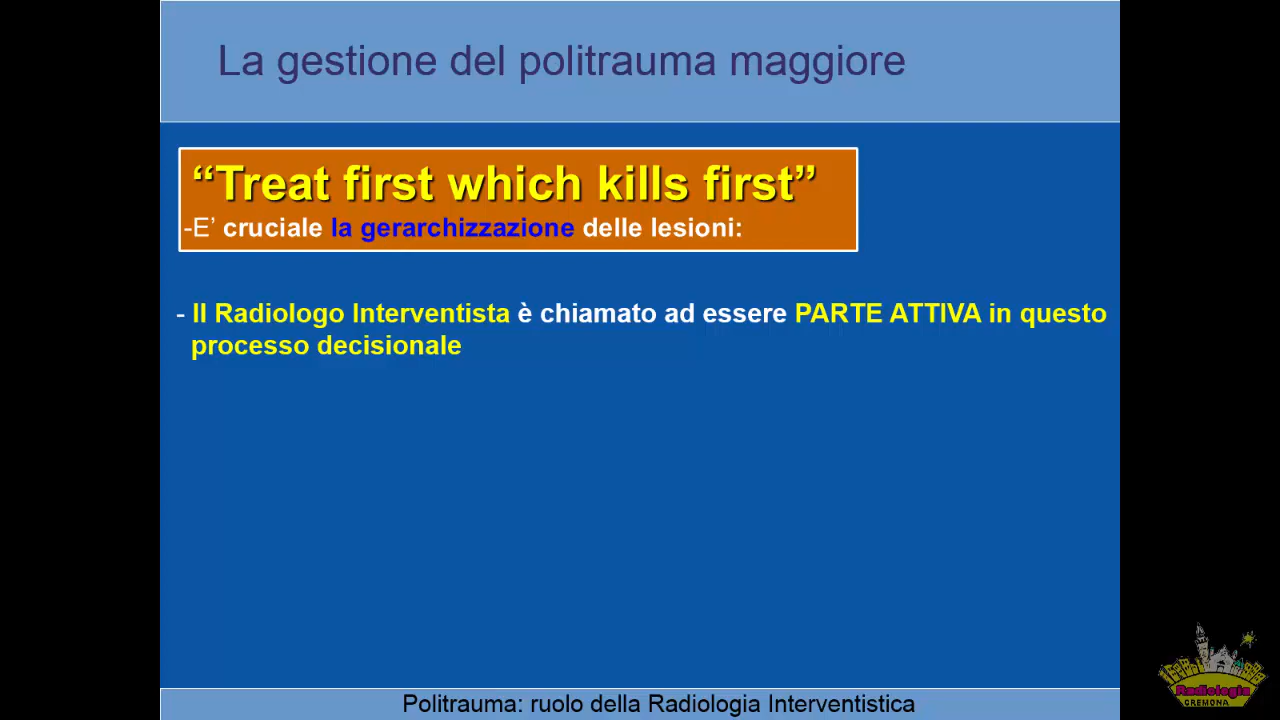 La gestione del politrauma maggiore
“Treat first which kills first”
-E’ cruciale la gerarchizzazione delle lesioni:
- Il Radiologo Interventista è chiamato ad essere PARTE ATTIVA in questo
processo decisionale
Politrauma: ruolo della Radiologia Interventistica
Radiologia
CREMONA